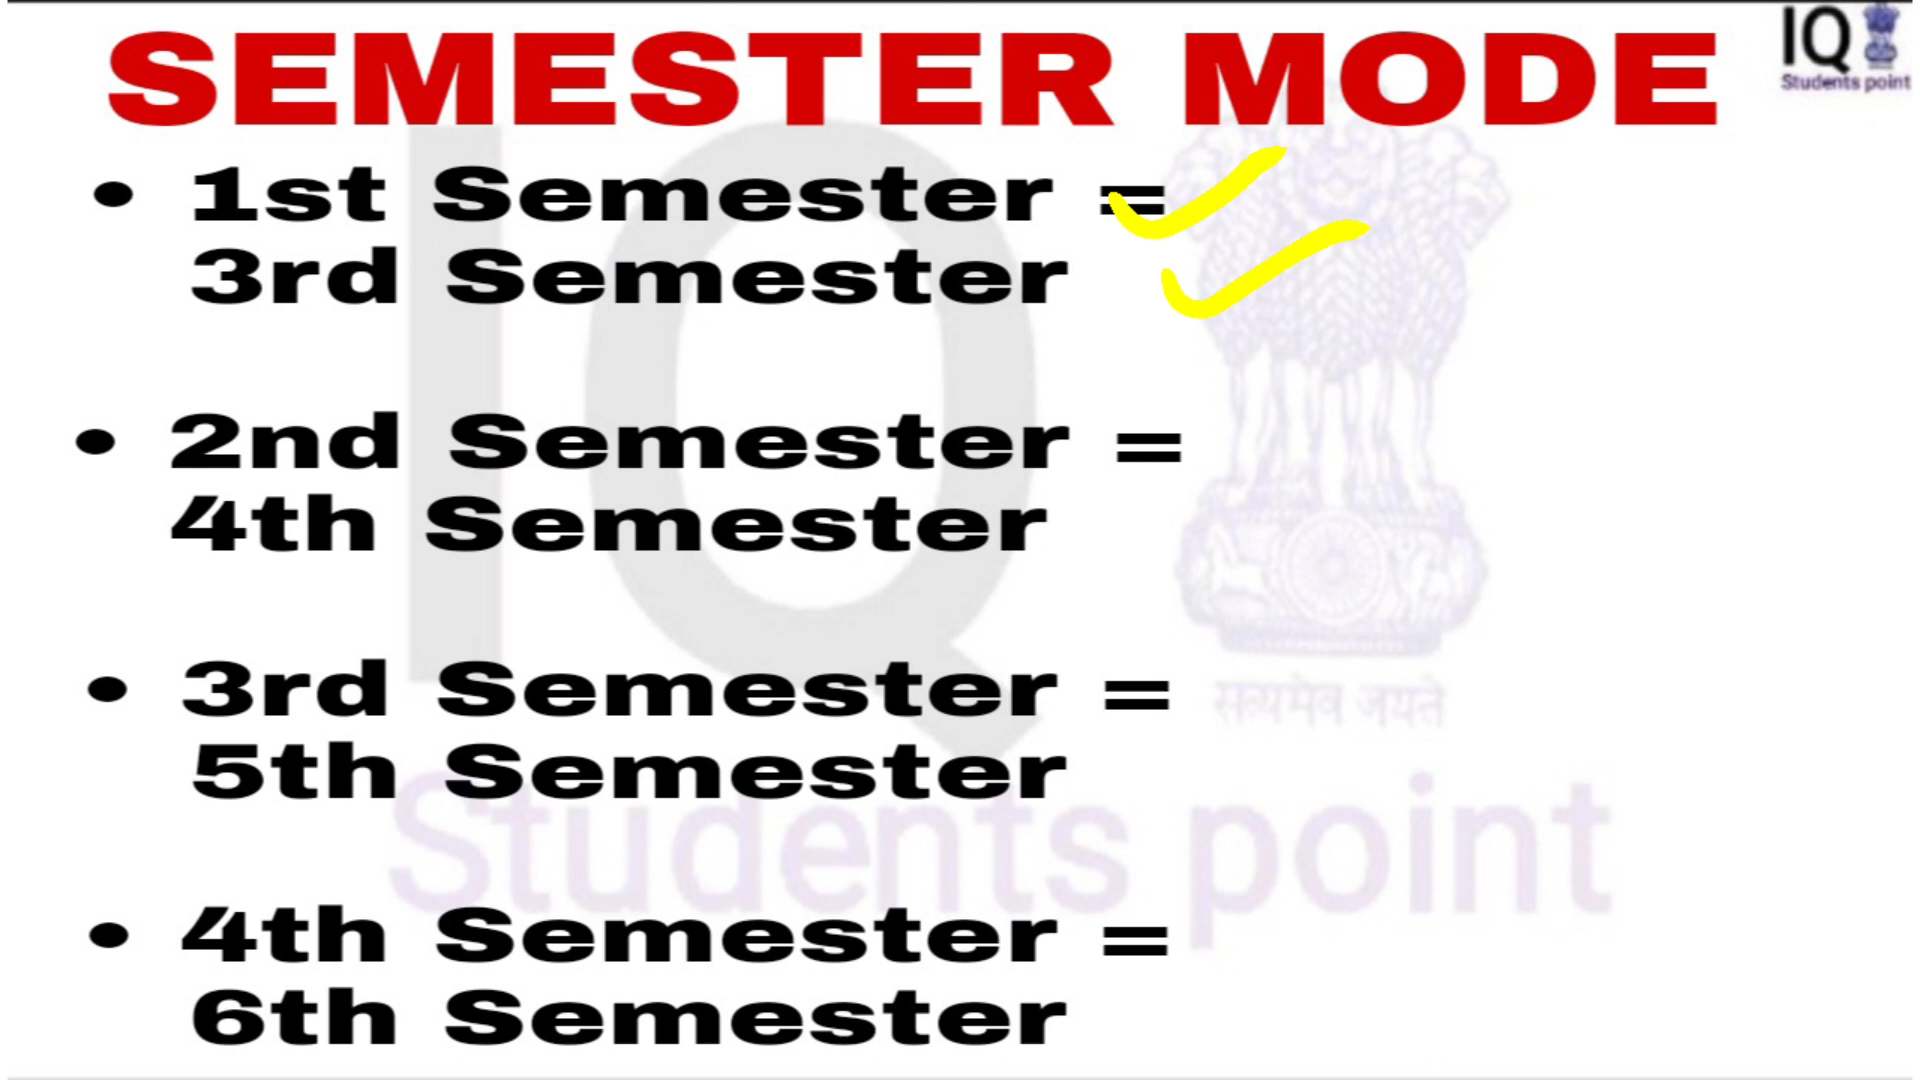 SEMESTER MODE
IQ
Students point
• 1st Semester =
3rd Semester
• 2nd Semester =
4th Semester
• 3rd Semester =
5th Semester
• 4th Semester =
6th Semester
IQ
सत्यमेव जयते
Students point